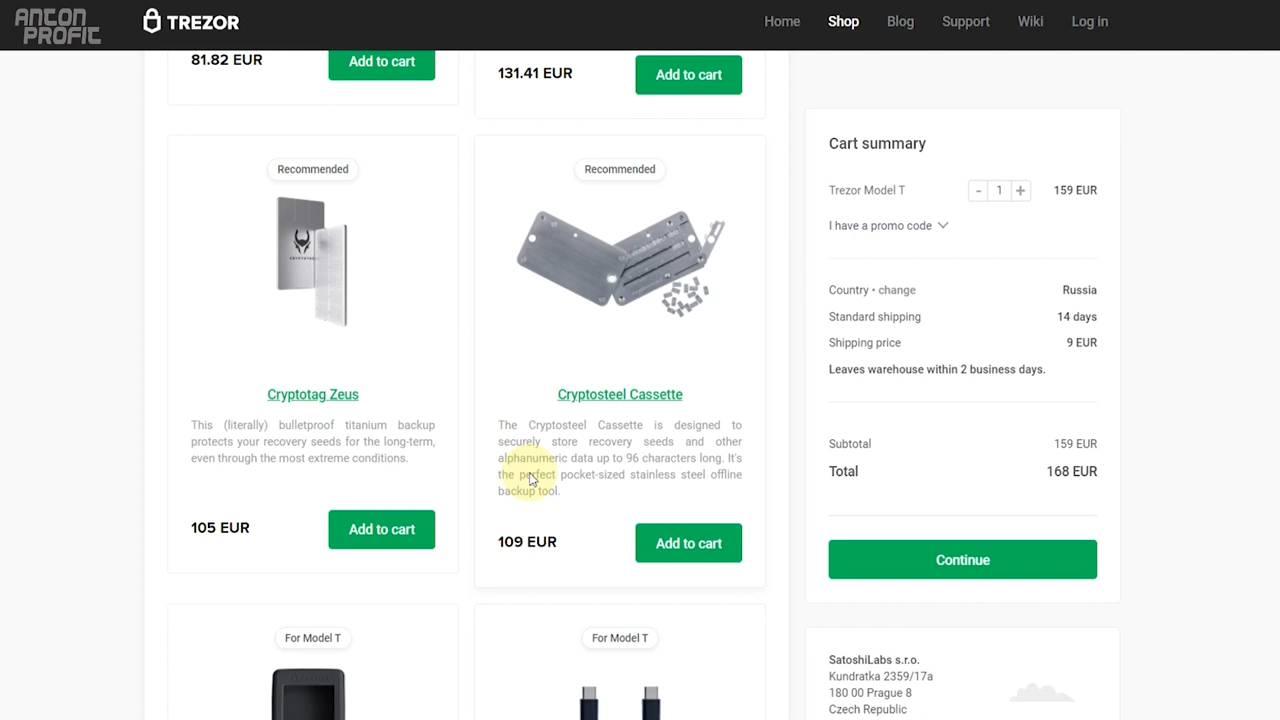 ANTON
PROFIT
TREZOR
Home
Shop
Blog
Support
Wiki
Log in
81.82 EUR
Add to cart
131.41 EUR
Add to cart
Recommended
CRYPTOTAG
Cryptotag Zeus
This (literally) bulletproof titanium backup
protects your recovery seeds for the long-term,
even through the most extreme conditions.
105 EUR
Add to cart
Recommended
Cryptosteel Cassette
The Cryptosteel Cassette is designed to
securely store recovery seeds and other
alphanumeric data up to 96 characters long. It's
the perfect pocket-sized stainless steel offline
backup tool.
109 EUR
Add to cart
For Model T
For Model T
Cart summary
Trezor Model T - 1 + 159 EUR
I have a promo code
Country • change Russia
Standard shipping 14 days
Shipping price 9 EUR
Leaves warehouse within 2 business days.
Subtotal 159 EUR
Total 168 EUR
Continue
SatoshiLabs s.r.o.
Kundratka 2359/17a
180 00 Prague 8
Czech Republic